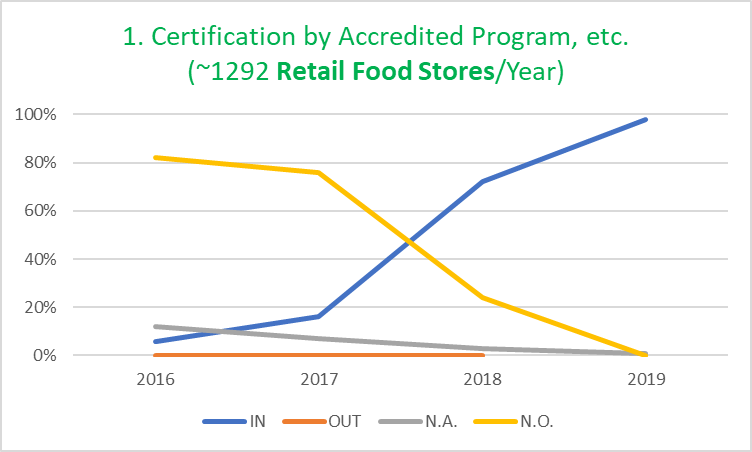 1. Certification by Accredited Program, etc.
(~1292 Retail Food Stores/Year)
100%
80%
60%
40%
20%
0%
2016 2017 2018 2019
IN OUT N.A. N.O.